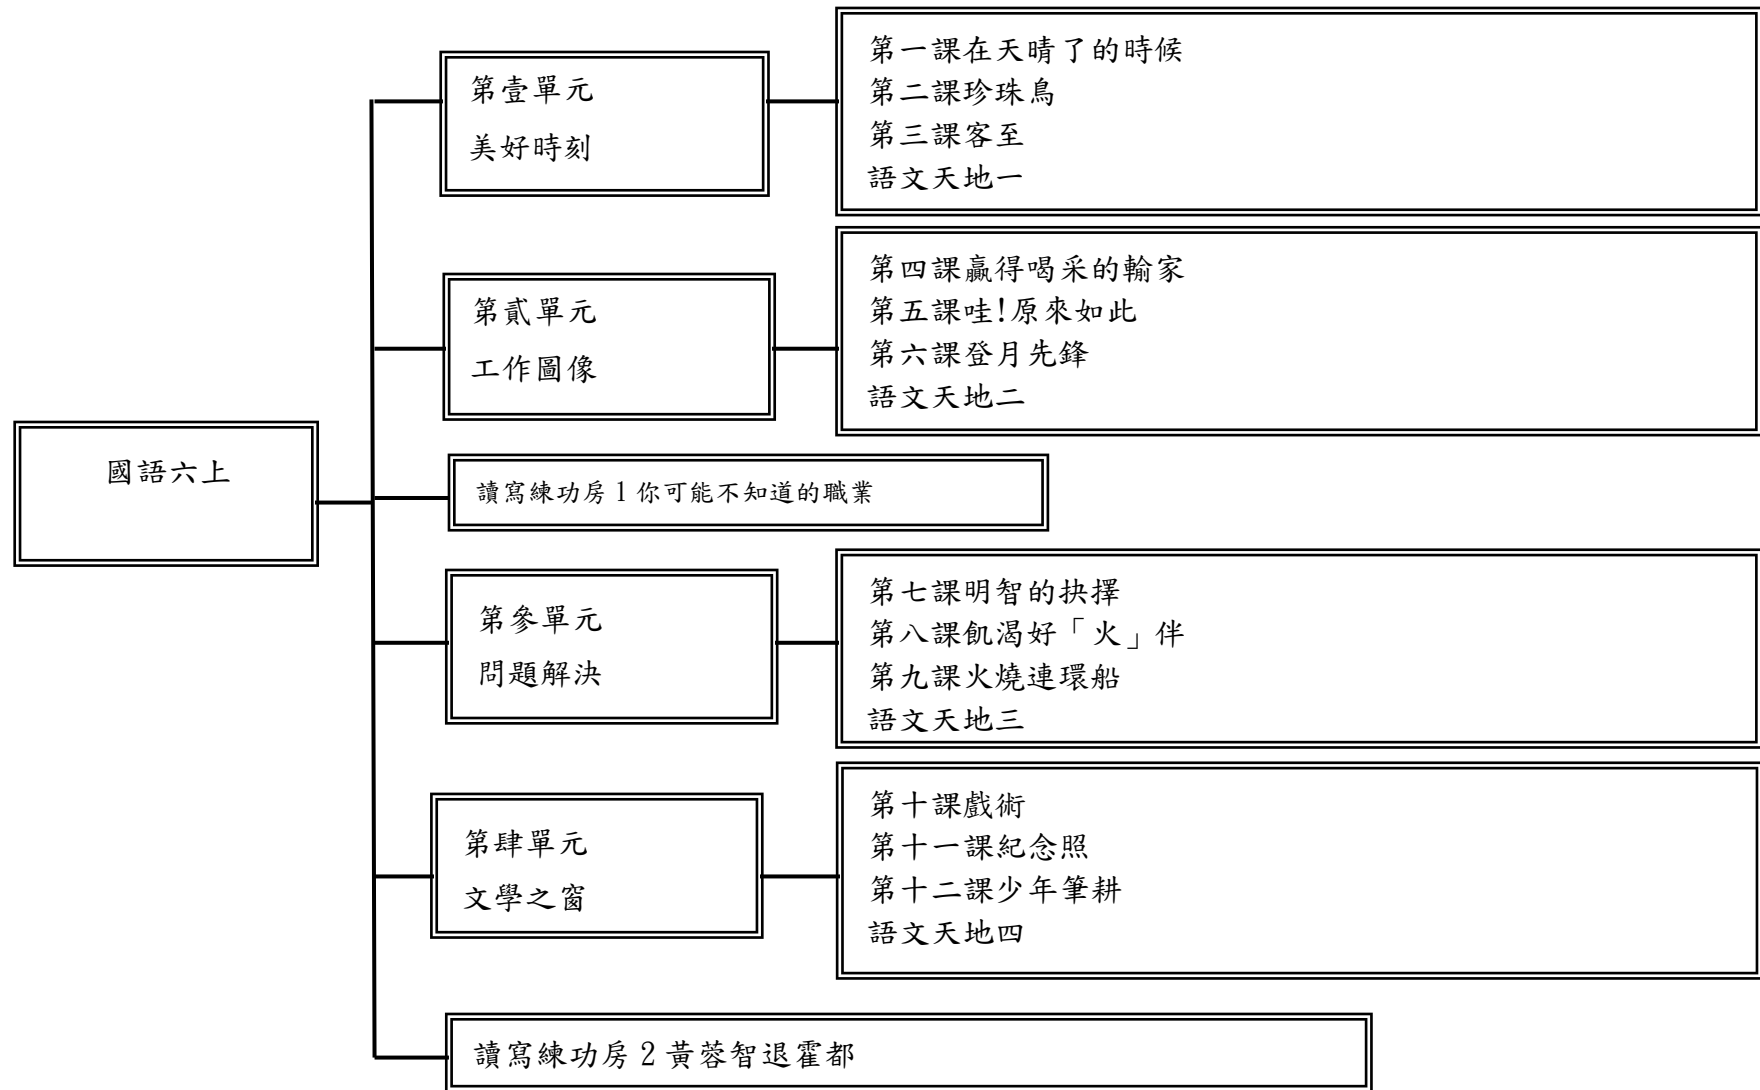 國語六上
第壹單元
美好時刻
第一課在天晴了的時候
第二課珍珠鳥
第三課客至
語文天地一
第貳單元
工作圖像
第四課贏得喝采的輸家
第五課哇!原來如此
第六課登月先鋒
語文天地二
讀寫練功房 1 你可能不知道的職業
第參單元
問題解決
第七課明智的抉擇
第八課飢渴好「火」伴
第九課火燒連環船
語文天地三
第肆單元
文學之窗
第十課戲術
第十一課紀念照
第十二課少年筆耕
語文天地四
讀寫練功房 2 黃蓉智退霍都